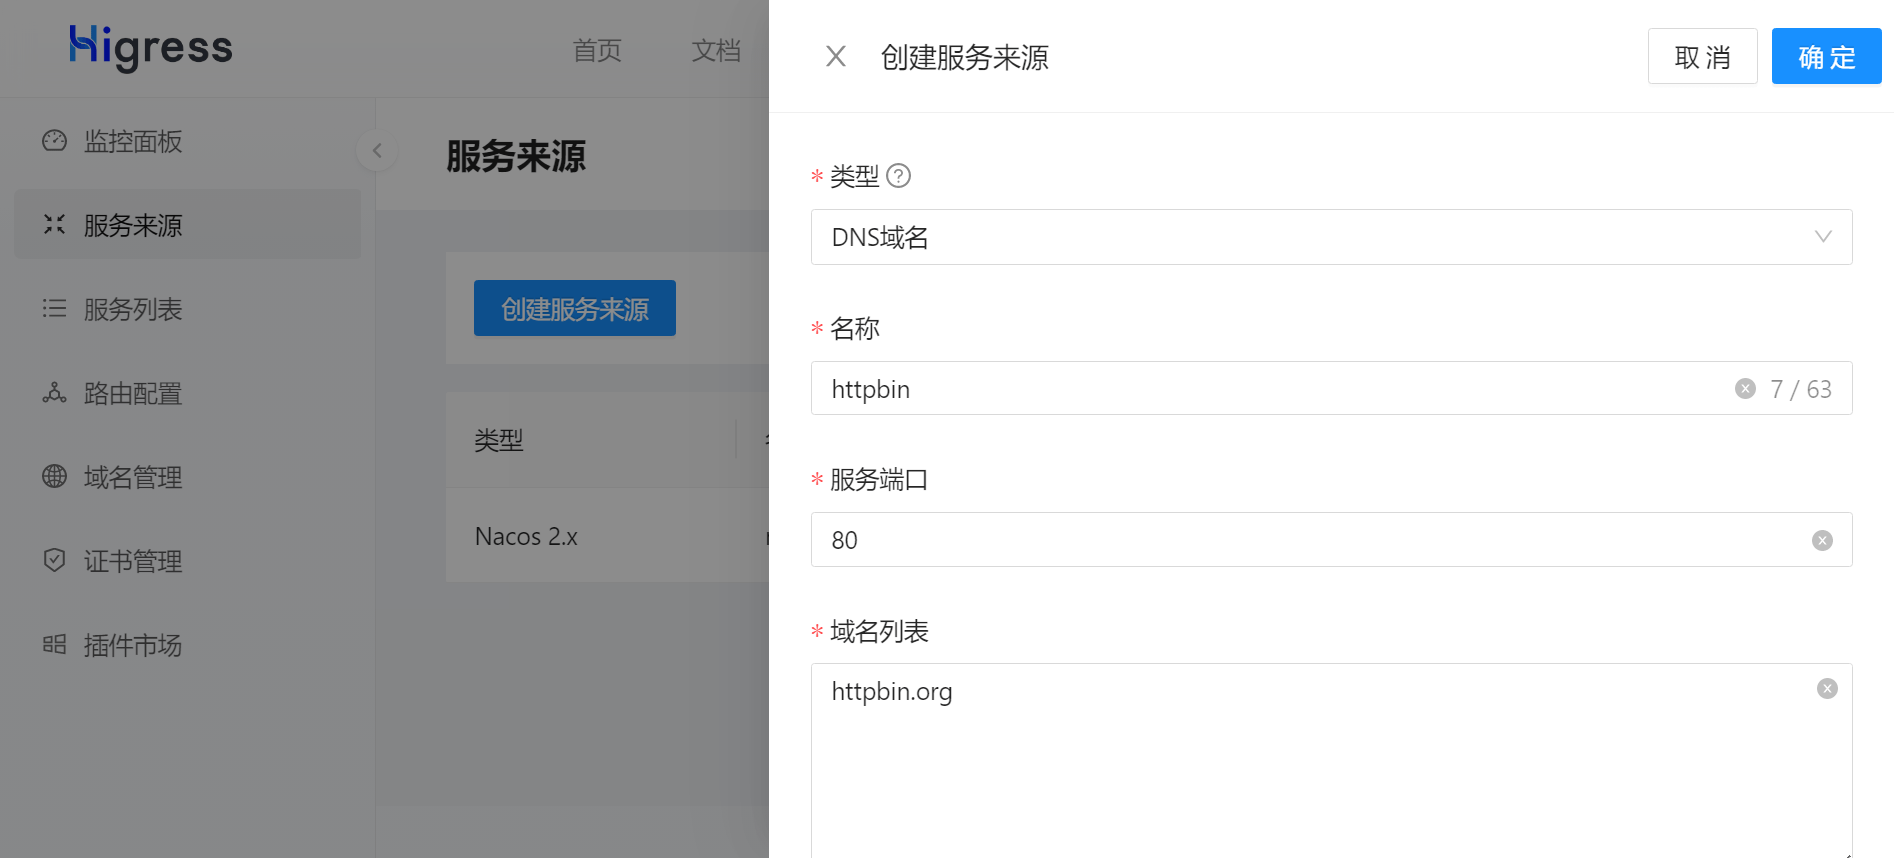 Higress
首页
文档
监控面板
服务来源
服务列表
路由配置
域名管理
证书管理
插件市场
服务来源
创建服务来源
类型
Nacos 2.x
创建服务来源
取 消
确 定
* 类型
DNS域名
* 名称
httpbin
7 / 63
* 服务端口
80
* 域名列表
httpbin.org